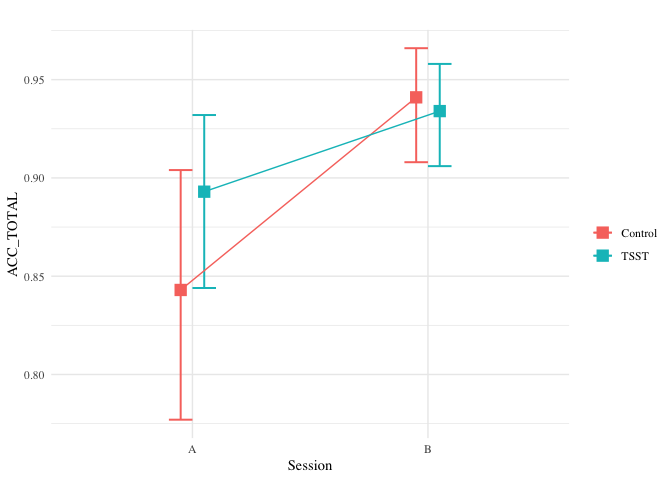 0.95
0.90
0.85
0.80
ACC_TOTAL
A
B
Session
Control
TSST